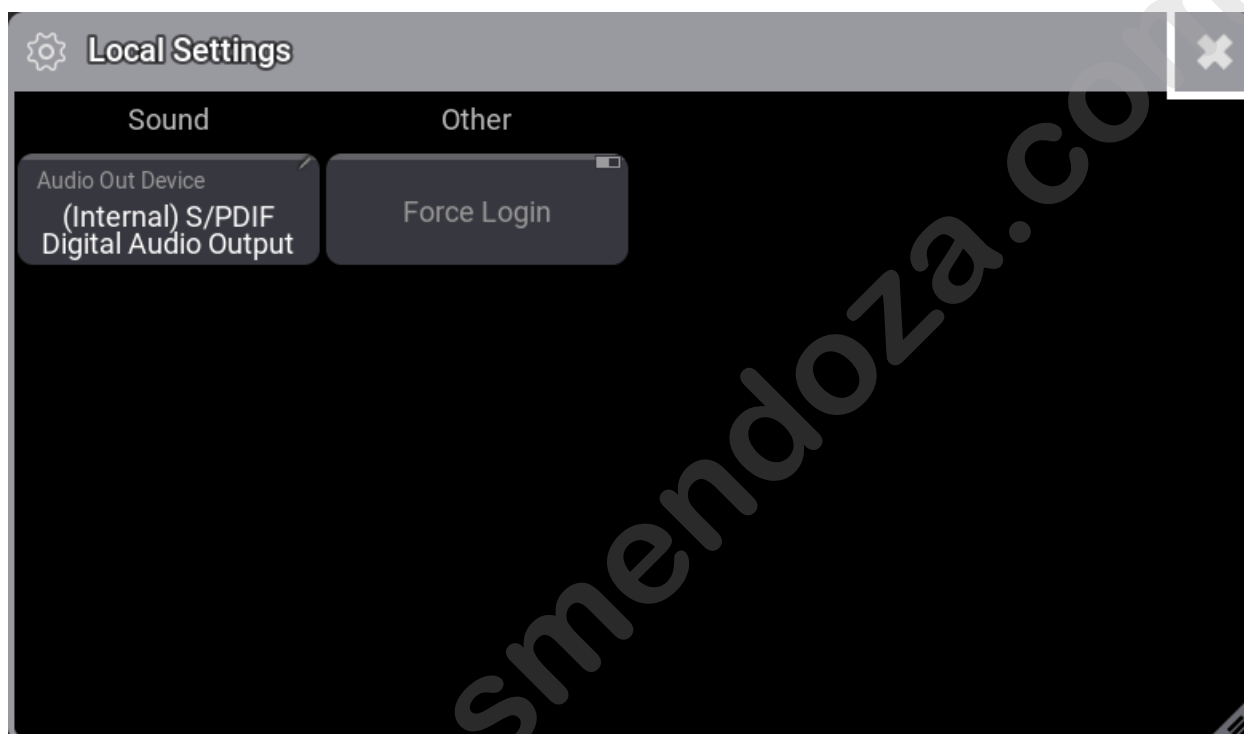 Local Settings
Sound
Other
Audio Out Device
(Internal) S/PDIF
Digital Audio Output
Force Login
smendoza.com